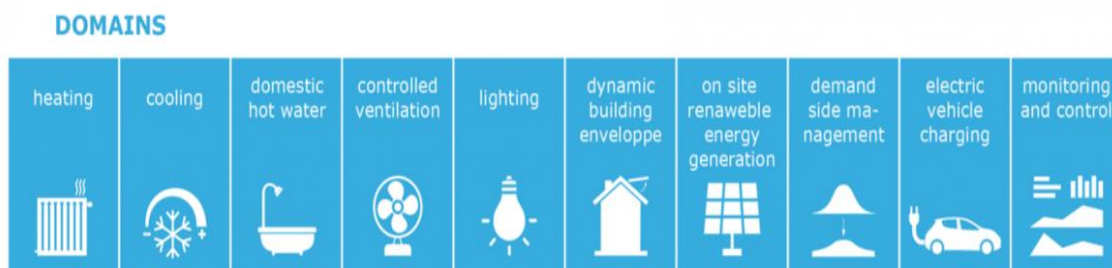 DOMAINS
heating
cooling
domestic
hot water
controlled
ventilation
lighting
dynamic
building
enveloppe
on site
renaweble
energy
generation
demand
side ma-
nagement
electric
vehicle
charging
monitoring
and control